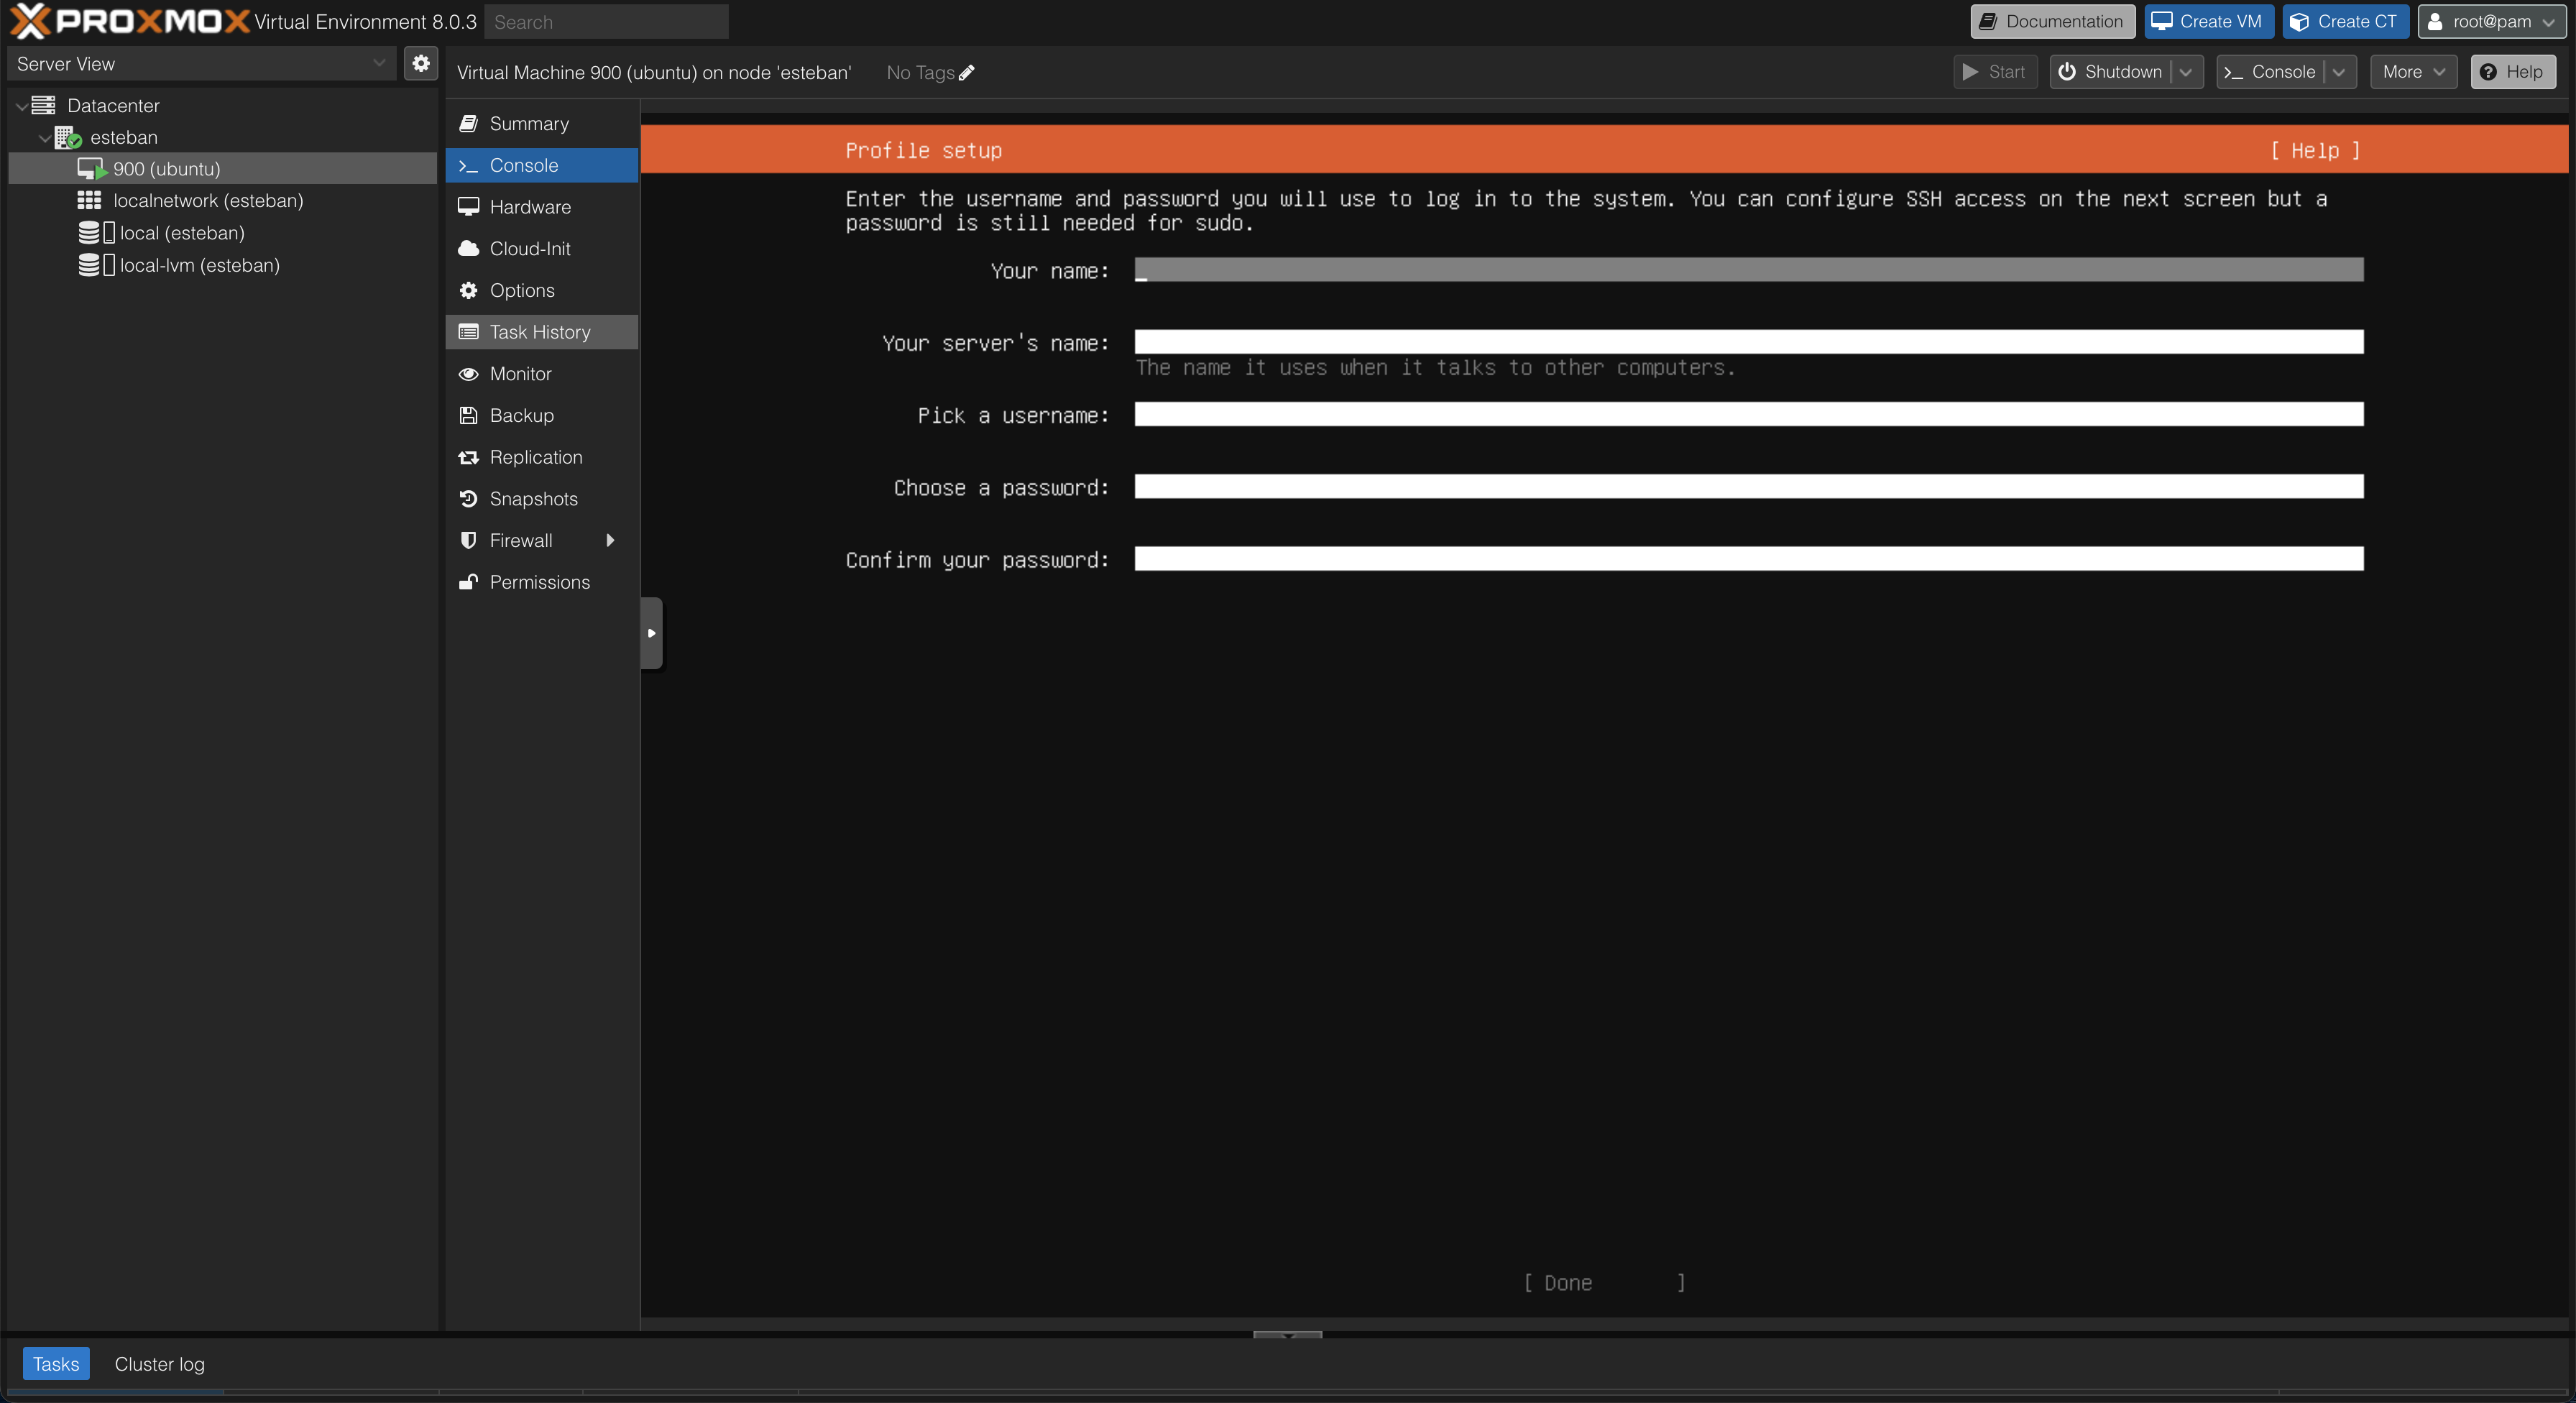 PROXMOX Virtual Environment 8.0.3 Search Documentation Create VM Create CT root@pam
Server View
Virtual Machine 900 (ubuntu) on node 'esteban' No Tags Start Shutdown Console More Help
Datacenter
esteban
900 (ubuntu)
localnetwork (esteban)
local (esteban)
local-lvm (esteban)
Summary
Console
Hardware
Cloud-Init
Options
Task History
Monitor
Backup
Replication
Snapshots
Firewall
Permissions
Profile setup [ Help ]
Enter the username and password you will use to log in to the system. You can configure SSH access on the next screen but a
password is still needed for sudo.
Your name: _
Your server's name:
The name it uses when it talks to other computers.
Pick a username:
Choose a password:
Confirm your password:
[ Done ]
Tasks Cluster log